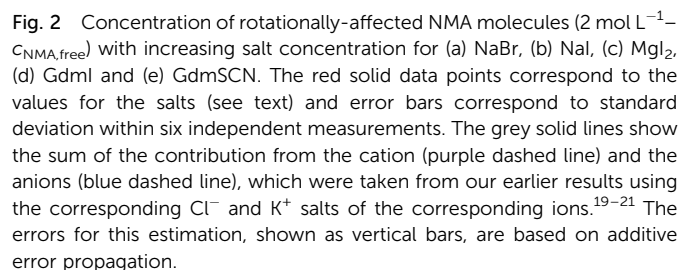 Fig. 2 Concentration of rotationally-affected NMA molecules (2 mol L⁻¹–
c_NMA,free) with increasing salt concentration for (a) NaBr, (b) NaI, (c) MgI₂,
(d) GdmI and (e) GdmSCN. The red solid data points correspond to the
values for the salts (see text) and error bars correspond to standard
deviation within six independent measurements. The grey solid lines show
the sum of the contribution from the cation (purple dashed line) and the
anions (blue dashed line), which were taken from our earlier results using
the corresponding Cl⁻ and K⁺ salts of the corresponding ions.¹⁹⁻²¹ The
errors for this estimation, shown as vertical bars, are based on additive
error propagation.